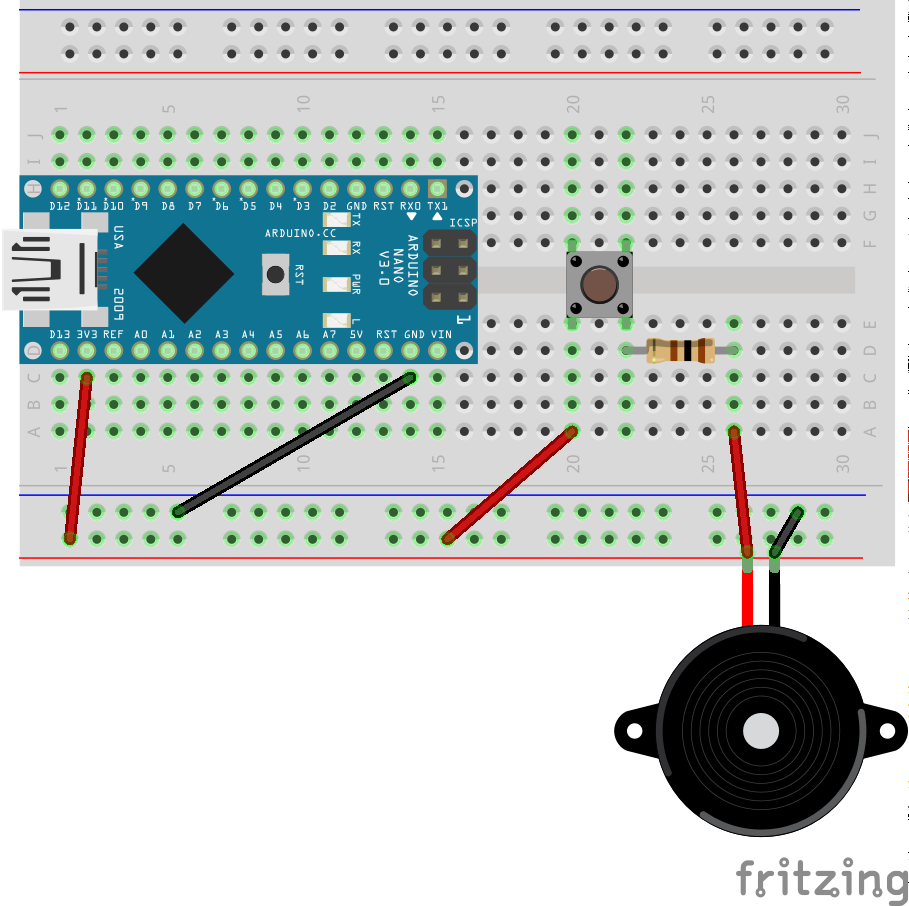 1 5 10 15 20 25 30
J J
I I
H H
D12 D11 D10 D9 D8 D7 D6 D5 D4 D3 D2 GND RST RX0 TX1
G G
TX
ICSP
USA
ARDUINO.CC
RX
F F
ARDUINO
NANO
V3.0
RST
PWR
2009
L
1
E E
D13 3V3 REF A0 A1 A2 A3 A4 A5 A6 A7 5V RST GND VIN
D D
C C
B B
A A
1 5 10 15 20 25 30
fritzing